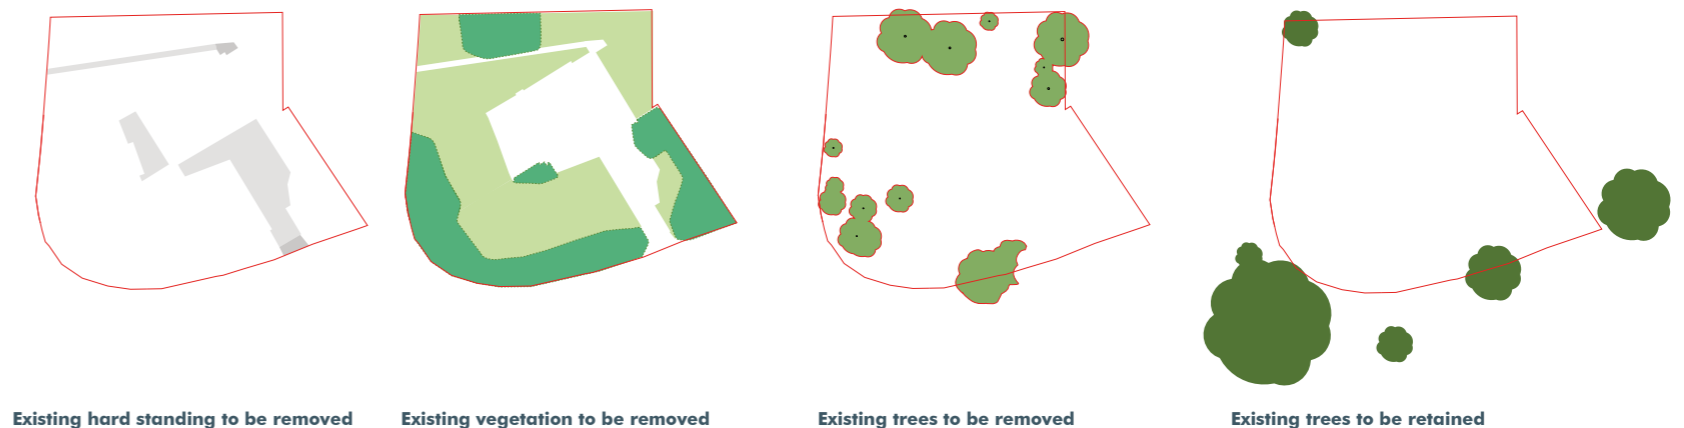 Existing hard standing to be removed
Existing vegetation to be removed
Existing trees to be removed
Existing trees to be retained